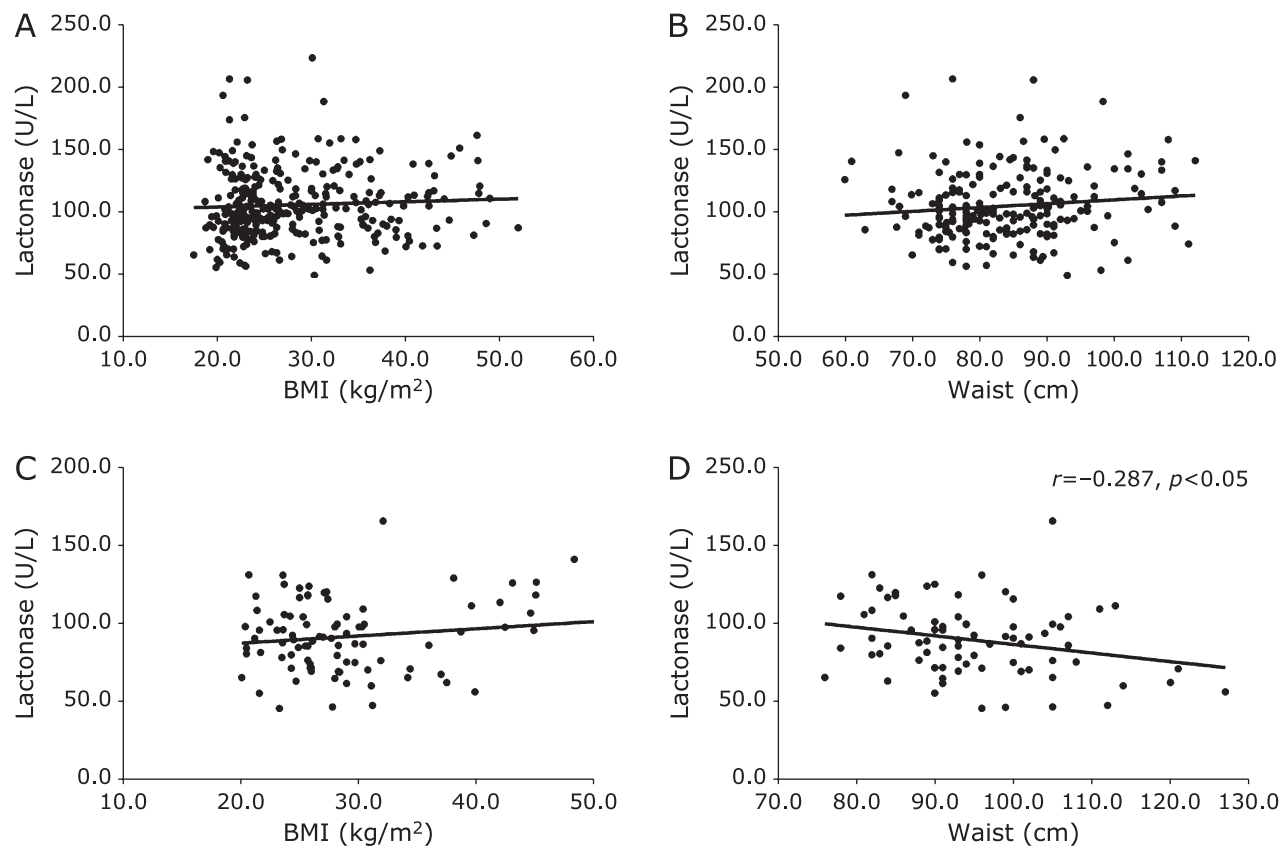 A
250.0
200.0
150.0
100.0
50.0
0.0
Lactonase (U/L)
10.0 20.0 30.0 40.0 50.0 60.0
BMI (kg/m²)
B
250.0
200.0
150.0
100.0
50.0
0.0
Lactonase (U/L)
50.0 60.0 70.0 80.0 90.0 100.0 110.0 120.0
Waist (cm)
C
200.0
150.0
100.0
50.0
0.0
Lactonase (U/L)
10.0 20.0 30.0 40.0 50.0
BMI (kg/m²)
D
250.0
200.0
150.0
100.0
50.0
0.0
Lactonase (U/L)
r=−0.287, p<0.05
70.0 80.0 90.0 100.0 110.0 120.0 130.0
Waist (cm)